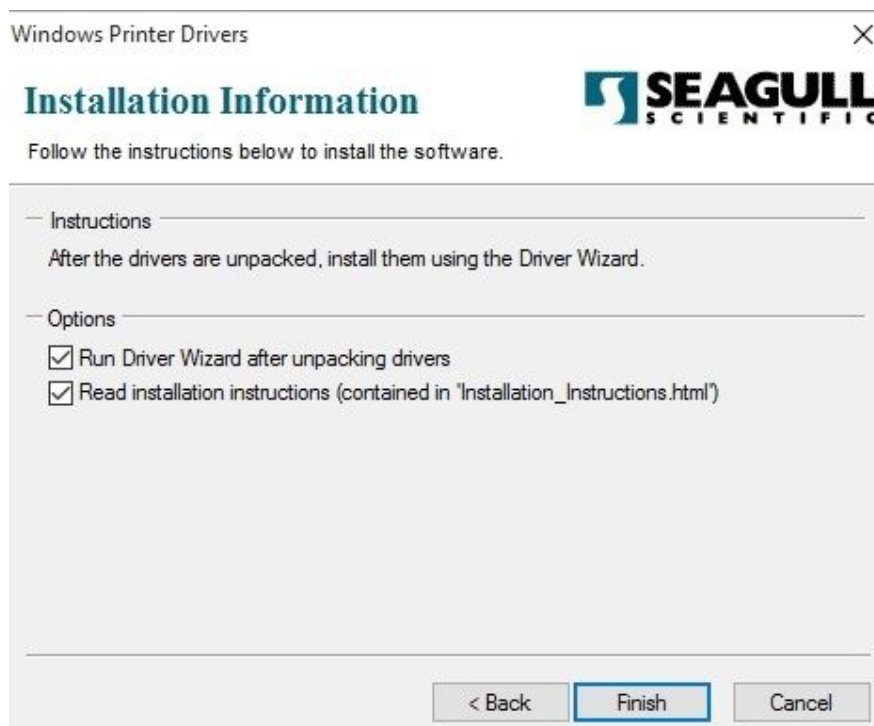 Windows Printer Drivers
Installation Information
SEAGULL
SCIENTIFIC
Follow the instructions below to install the software.
Instructions
After the drivers are unpacked, install them using the Driver Wizard.
Options
Run Driver Wizard after unpacking drivers
Read installation instructions (contained in 'Installation_Instructions.html')
< Back
Finish
Cancel